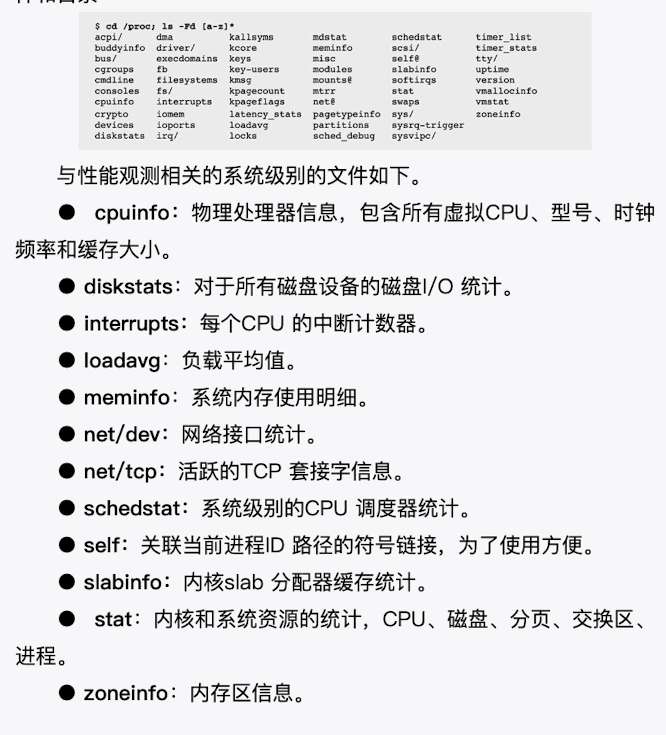 $ cd /proc; ls -Fd [a-z]*
acpi/ dma kallsyms mdstat schedstat timer_list
buddyinfo driver/ kcore meminfo scsi/ timer_stats
bus/ execdomains keys misc self@ tty/
cgroups fb key-users modules slabinfo uptime
cmdline filesystems kmsg mounts@ softirqs version
consoles fs/ kpagecount mtrr stat vmallocinfo
cpuinfo interrupts kpageflags net@ swaps vmstat
crypto iomem latency_stats pagetypeinfo sys/ zoneinfo
devices ioports loadavg partitions sysrq-trigger
diskstats irq/ locks sched_debug sysvipc/
与性能观测相关的系统级别的文件如下。
● cpuinfo：物理处理器信息，包含所有虚拟CPU、型号、时钟
频率和缓存大小。
● diskstats：对于所有磁盘设备的磁盘I/O 统计。
● interrupts：每个CPU 的中断计数器。
● loadavg：负载平均值。
● meminfo：系统内存使用明细。
● net/dev：网络接口统计。
● net/tcp：活跃的TCP 套接字信息。
● schedstat：系统级别的CPU 调度器统计。
● self：关联当前进程ID 路径的符号链接，为了使用方便。
● slabinfo：内核slab 分配器缓存统计。
● stat：内核和系统资源的统计，CPU、磁盘、分页、交换区、
进程。
● zoneinfo：内存区信息。